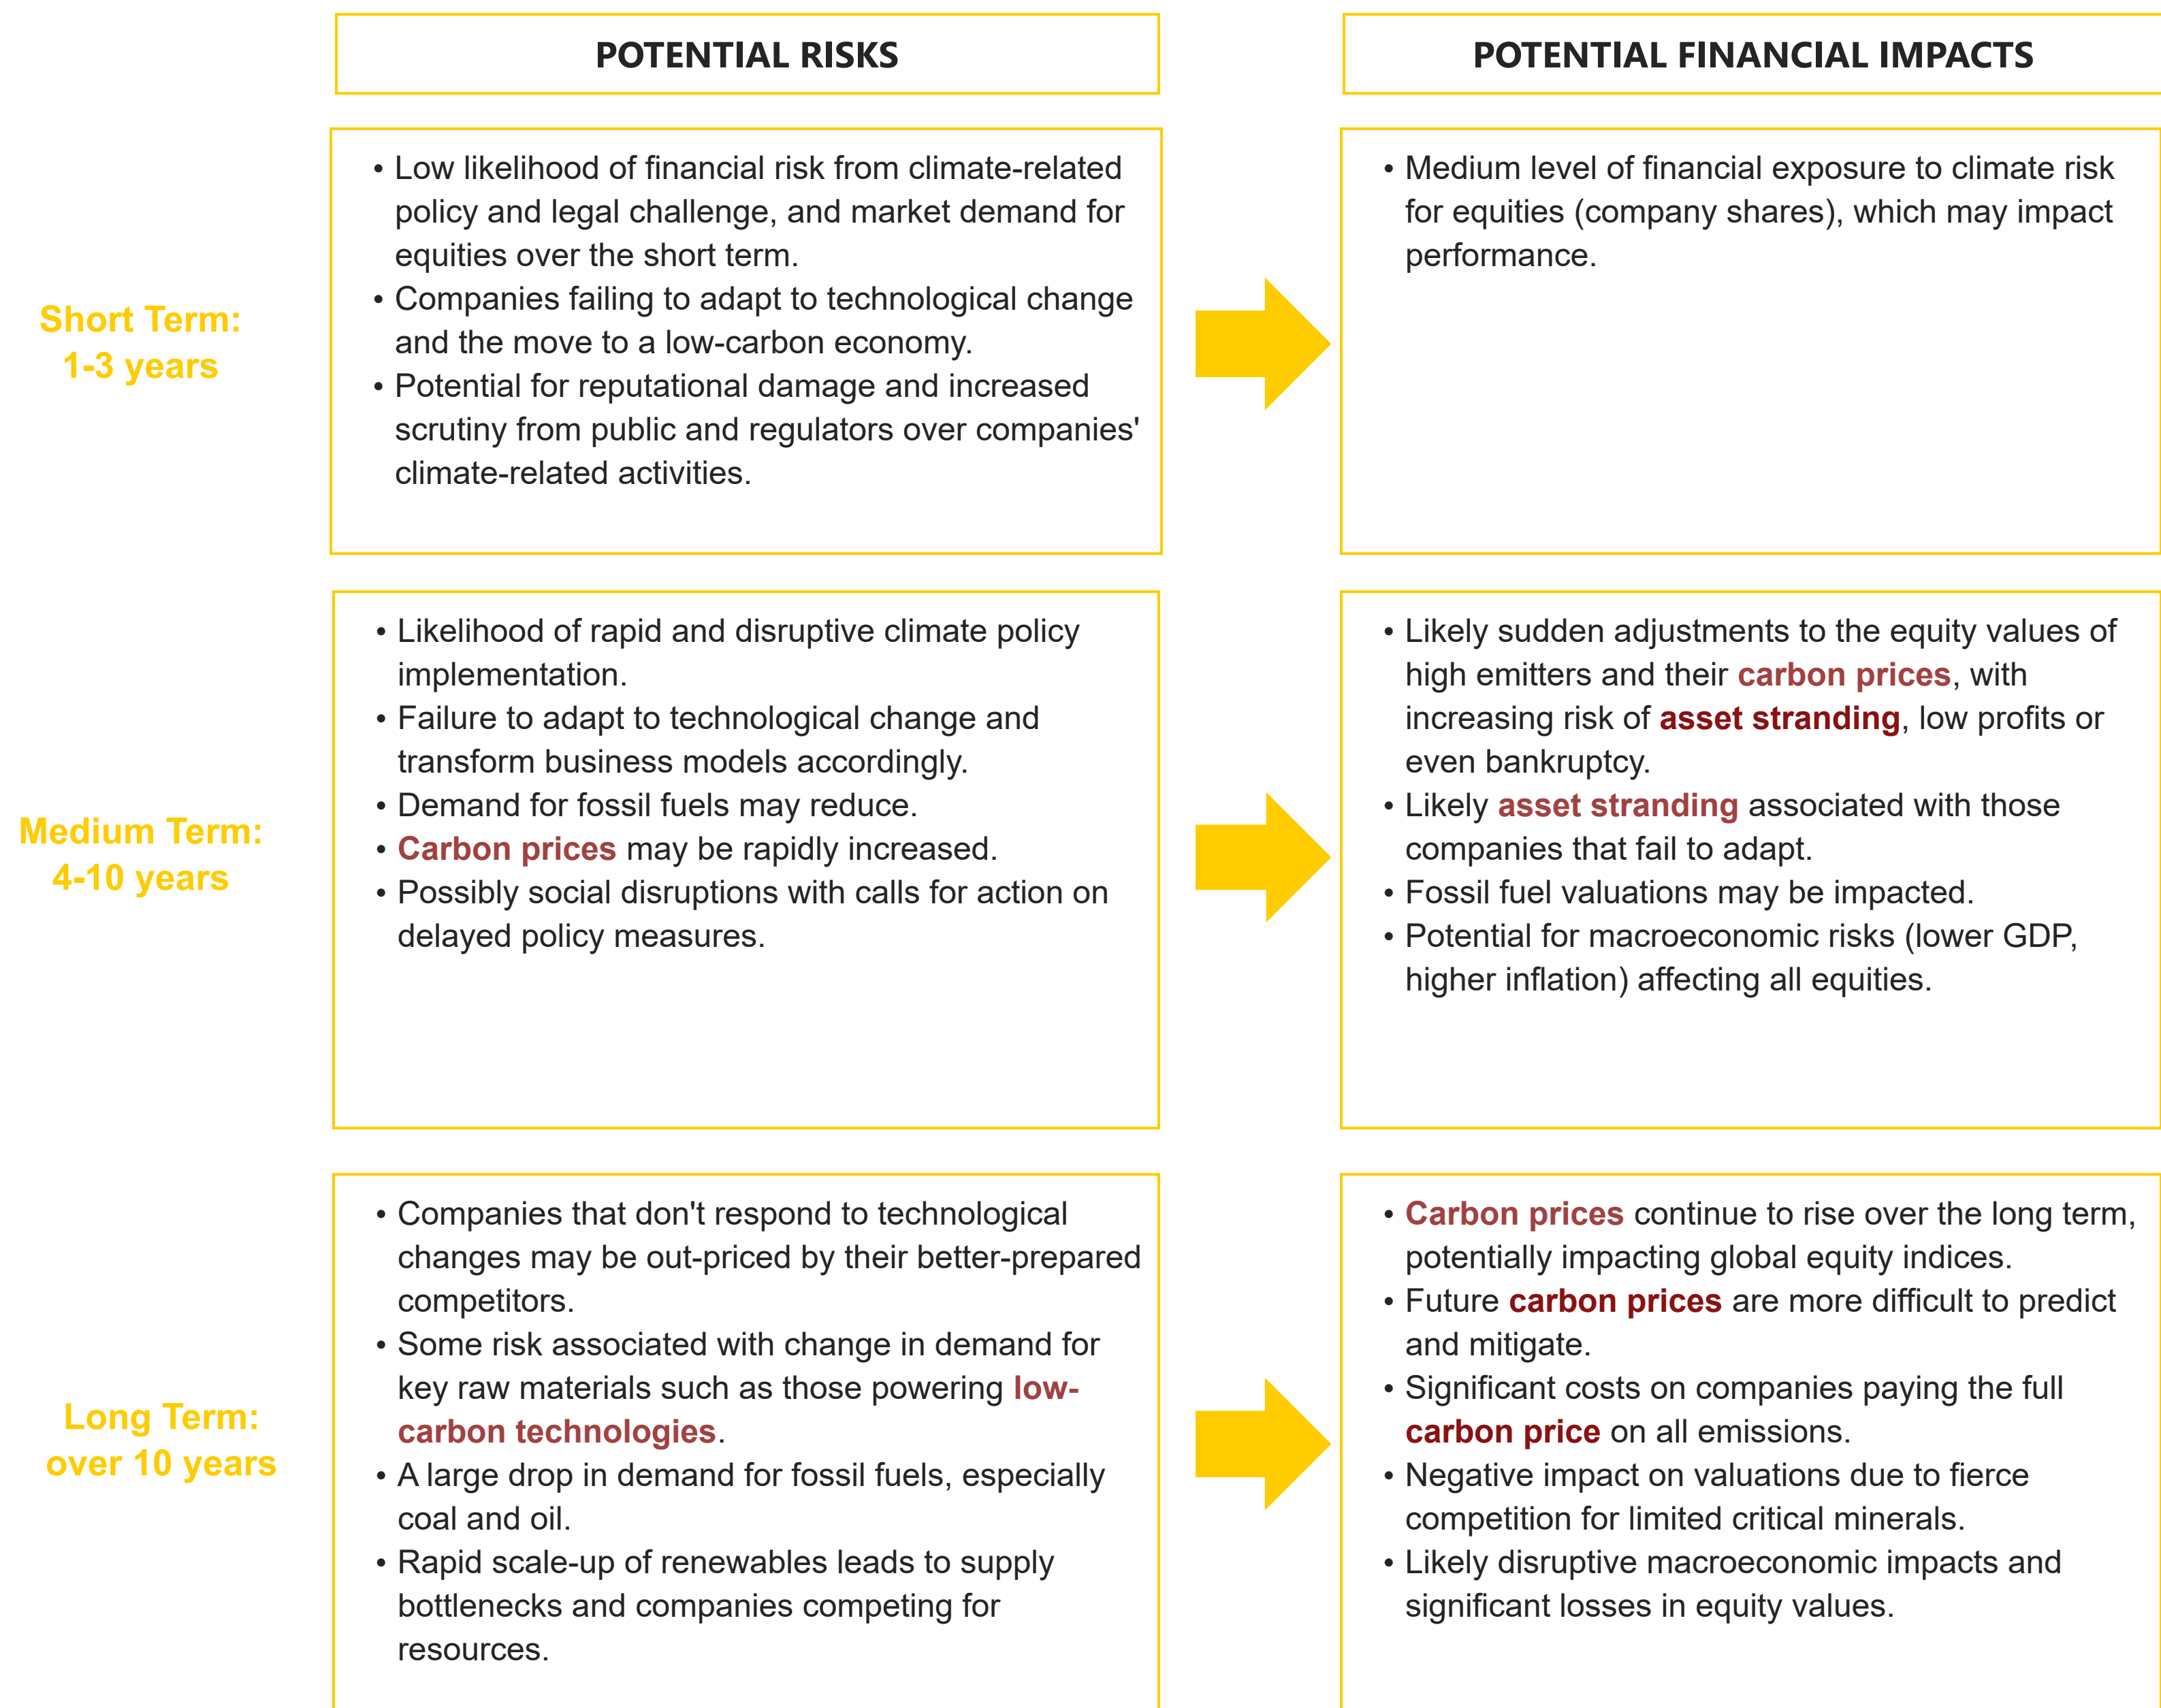 POTENTIAL RISKS
POTENTIAL FINANCIAL IMPACTS
Short Term:
1-3 years
• Low likelihood of financial risk from climate-related
policy and legal challenge, and market demand for
equities over the short term.
• Companies failing to adapt to technological change
and the move to a low-carbon economy.
• Potential for reputational damage and increased
scrutiny from public and regulators over companies'
climate-related activities.
• Medium level of financial exposure to climate risk
for equities (company shares), which may impact
performance.
Medium Term:
4-10 years
• Likelihood of rapid and disruptive climate policy
implementation.
• Failure to adapt to technological change and
transform business models accordingly.
• Demand for fossil fuels may reduce.
• Carbon prices may be rapidly increased.
• Possibly social disruptions with calls for action on
delayed policy measures.
• Likely sudden adjustments to the equity values of
high emitters and their carbon prices, with
increasing risk of asset stranding, low profits or
even bankruptcy.
• Likely asset stranding associated with those
companies that fail to adapt.
• Fossil fuel valuations may be impacted.
• Potential for macroeconomic risks (lower GDP,
higher inflation) affecting all equities.
Long Term:
over 10 years
• Companies that don't respond to technological
changes may be out-priced by their better-prepared
competitors.
• Some risk associated with change in demand for
key raw materials such as those powering low-
carbon technologies.
• A large drop in demand for fossil fuels, especially
coal and oil.
• Rapid scale-up of renewables leads to supply
bottlenecks and companies competing for
resources.
• Carbon prices continue to rise over the long term,
potentially impacting global equity indices.
• Future carbon prices are more difficult to predict
and mitigate.
• Significant costs on companies paying the full
carbon price on all emissions.
• Negative impact on valuations due to fierce
competition for limited critical minerals.
• Likely disruptive macroeconomic impacts and
significant losses in equity values.